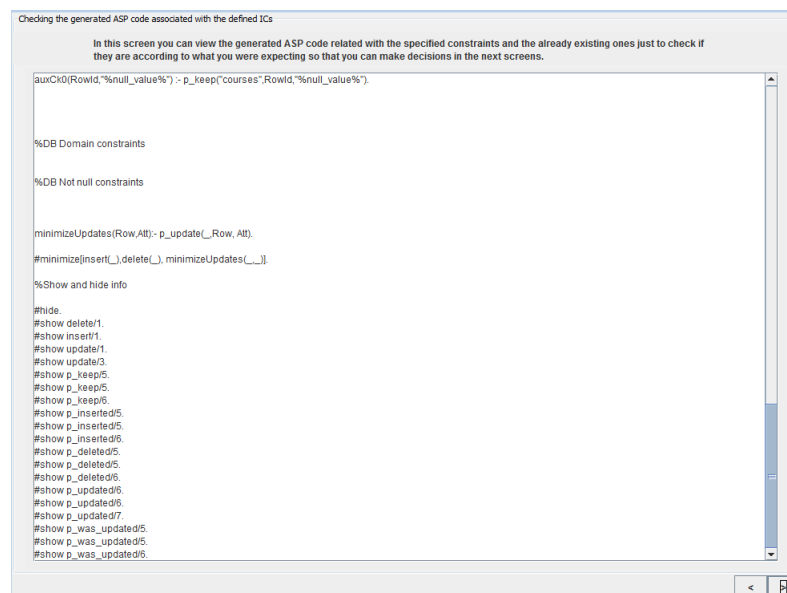 Checking the generated ASP code associated with the defined ICs
In this screen you can view the generated ASP code related with the specified constraints and the already existing ones just to check if
they are according to what you were expecting so that you can make decisions in the next screens.
auxCk0(RowId,"%null_value%") :- p_keep("courses",RowId,"%null_value%").
%DB Domain constraints
%DB Not null constraints
minimizeUpdates(Row,Att):- p_update(_,Row, Att).
#minimize[insert(_),delete(_), minimizeUpdates(_,_)].
%Show and hide info
#hide.
#show delete/1.
#show insert/1.
#show update/1.
#show update/3.
#show p_keep/5.
#show p_keep/5.
#show p_keep/6.
#show p_inserted/5.
#show p_inserted/5.
#show p_inserted/6.
#show p_deleted/5.
#show p_deleted/5.
#show p_deleted/6.
#show p_updated/6.
#show p_updated/6.
#show p_updated/7.
#show p_was_updated/5.
#show p_was_updated/5.
#show p_was_updated/6.
< >